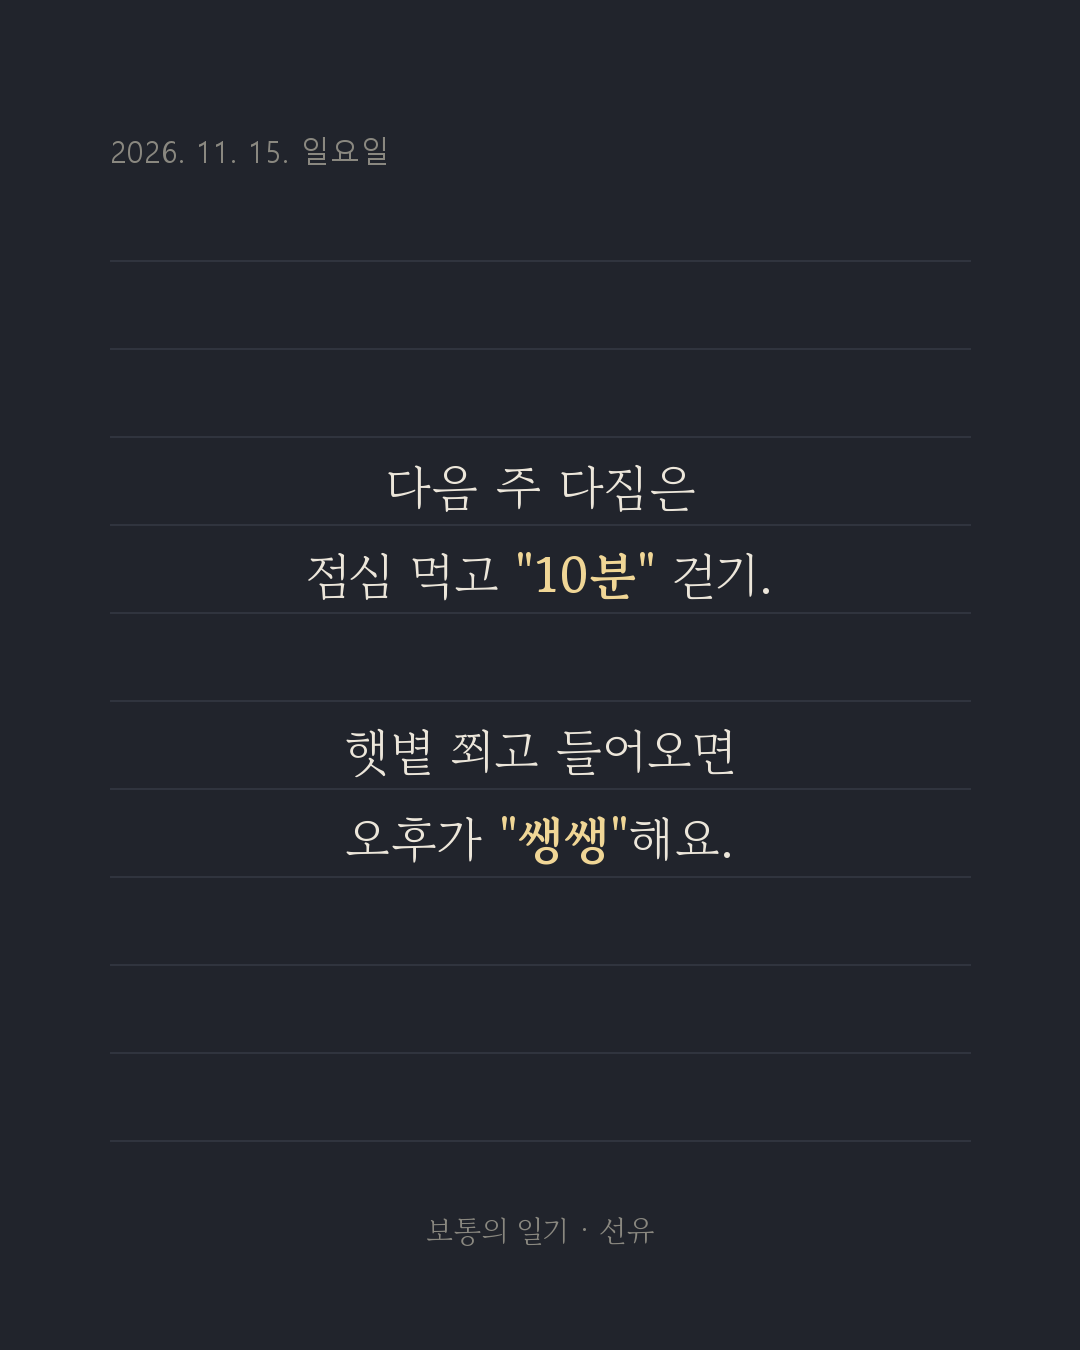 2026. 11. 15. 일요일
다음 주 다짐은
점심 먹고 "10분" 걷기.
햇볕 쬐고 들어오면
오후가 "쌩쌩"해요.
보통의 일기 · 선유